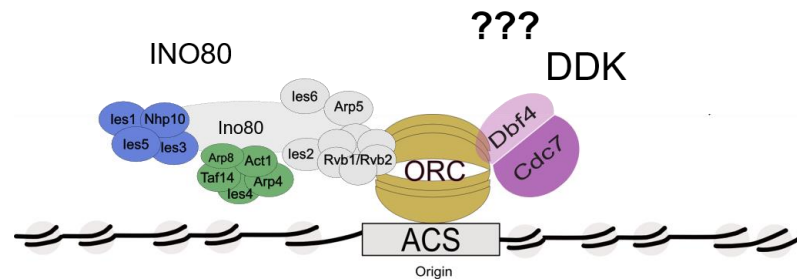 ???
INO80
DDK
Ies6
Arp5
Ies1
Nhp10
Ino80
Dbf4
Ies5
Ies3
Arp8
Act1
Ies2
Rvb1/Rvb2
ORC
Cdc7
Taf14
Arp4
Ies4
ACS
Origin